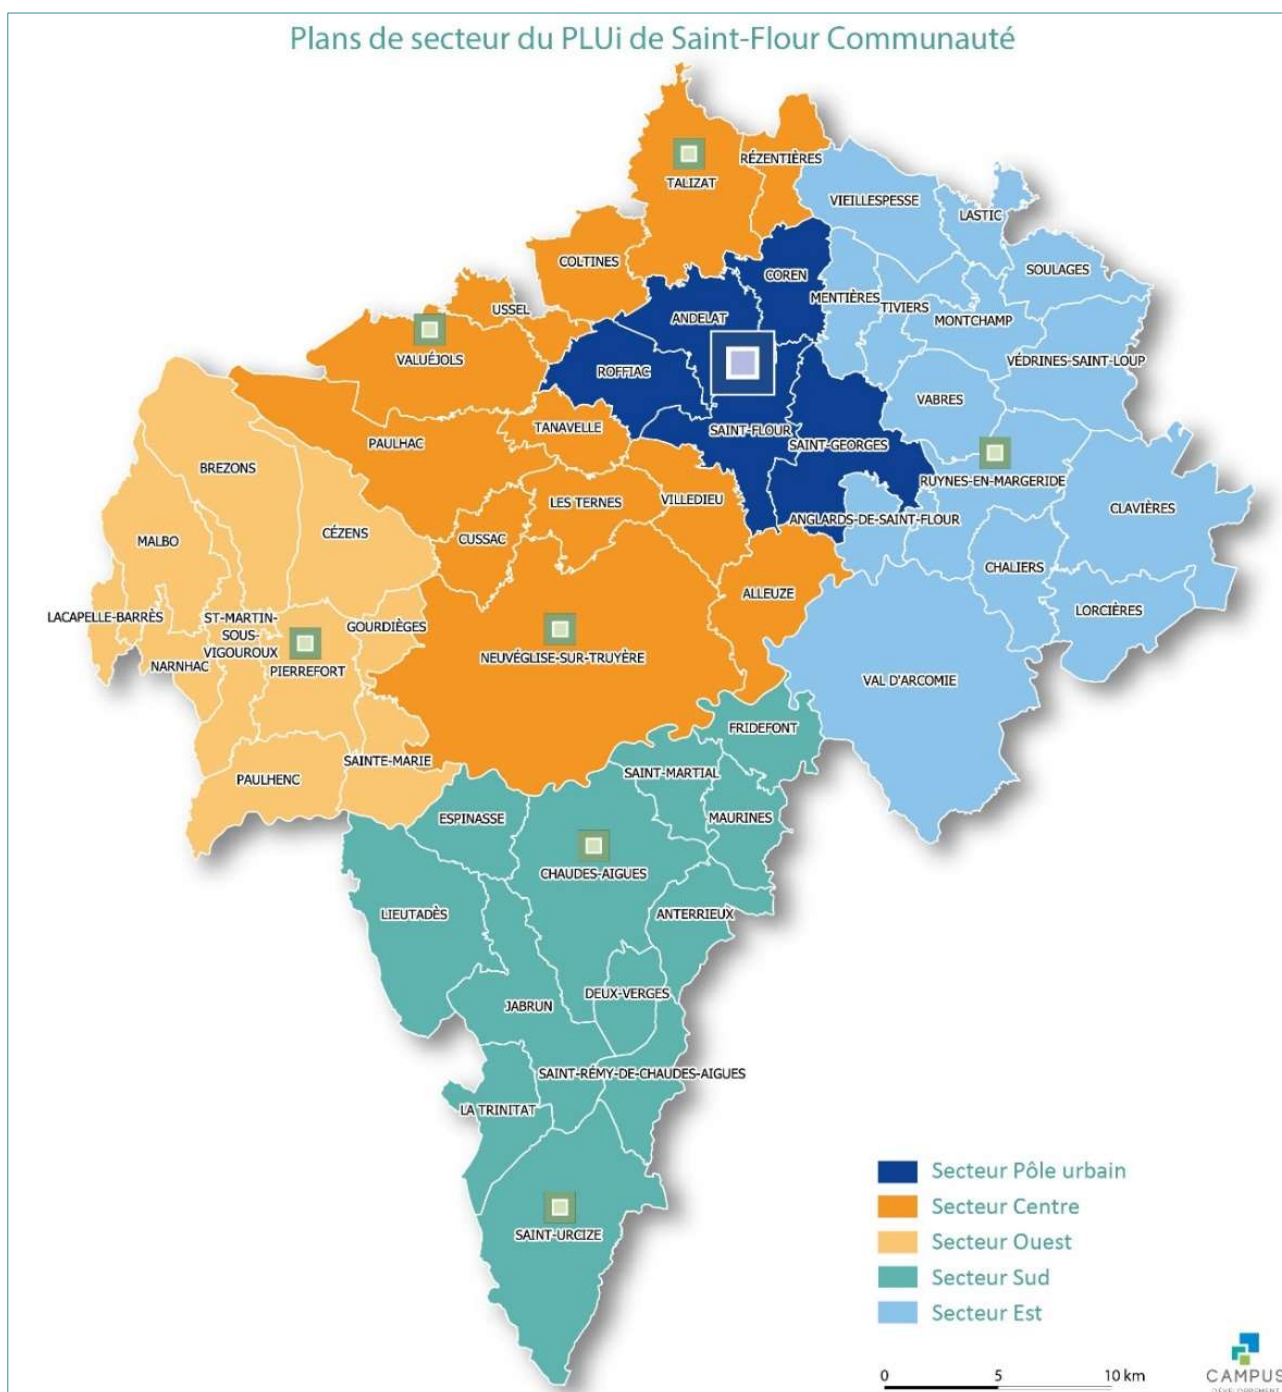 Plans de secteur du PLUi de Saint-Flour Communauté
RÉZENTIÈRES
TALIZAT
VIEILLESPESSE
LASTIC
COLTINES
COREN
SOULAGES
MENTIÈRES
TIVIERS
USSEL
ANDELAT
MONTCHAMP
VALUÉJOLS
VÉDRINES-SAINT-LOUP
ROFFIAC
VABRES
TANAVELLE
SAINT-FLOUR
PAULHAC
SAINT-GEORGES
BREZONS
RUYNES-EN-MARGERIDE
LES TERNES
VILLEDIEU
CLAVIÈRES
ANGLARDS-DE-SAINT-FLOUR
CÉZENS
MALBO
CUSSAC
CHALIERS
ALLEUZE
LORCIÈRES
LACAPELLE-BARRÈS
ST-MARTIN-
SOUS-
VIGOUROUX
GOURDIÈGES
NARNHAC
PIERREFORT
NEUVÉGLISE-SUR-TRUYÈRE
VAL D'ARCOMIE
FRIDEFONT
SAINTE-MARIE
SAINT-MARTIAL
PAULHENC
ESPINASSE
MAURINES
CHAUDES-AIGUES
LIEUTADÈS
ANTERRIEUX
DEUX-VERGES
JABRUN
SAINT-RÉMY-DE-CHAUDES-AIGUES
LA TRINITAT
SAINT-URCIZE
Secteur Pôle urbain
Secteur Centre
Secteur Ouest
Secteur Sud
Secteur Est
0 5 10 km
CAMPUS
DÉVELOPPEMENT